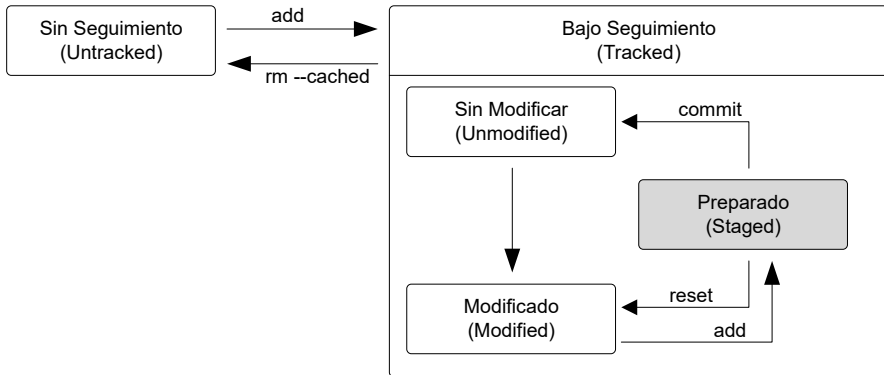 Sin Seguimiento
(Untracked)
add
rm --cached
Bajo Seguimiento
(Tracked)
Sin Modificar
(Unmodified)
commit
Preparado
(Staged)
Modificado
(Modified)
reset
add